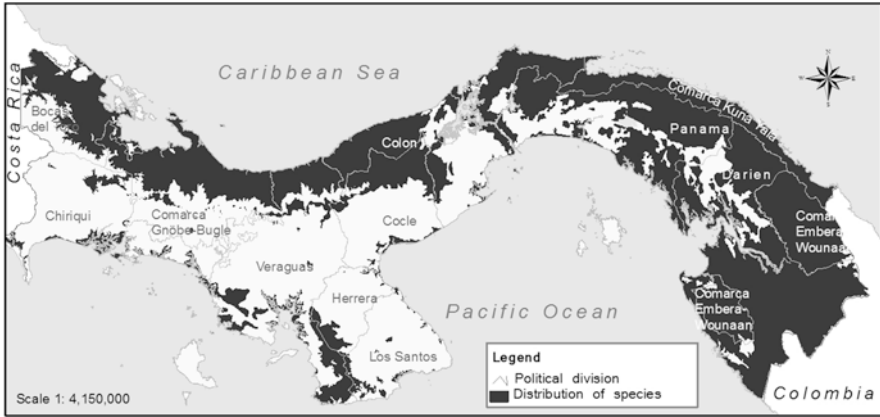 Caribbean Sea
Costa Rica
Bocas
del Toro
Colon
Comarca Kuna Yala
Panama
Darien
Chiriqui
Comarca
Gnöbe-Bugle
Cocle
Comar
Embera-
Wounaan
Veraguas
Herrera
Pacific Ocean
Comarca
Embera-
Wounaan
Los Santos
Legend
Political division
Distribution of species
Scale 1: 4,150,000
Colombia